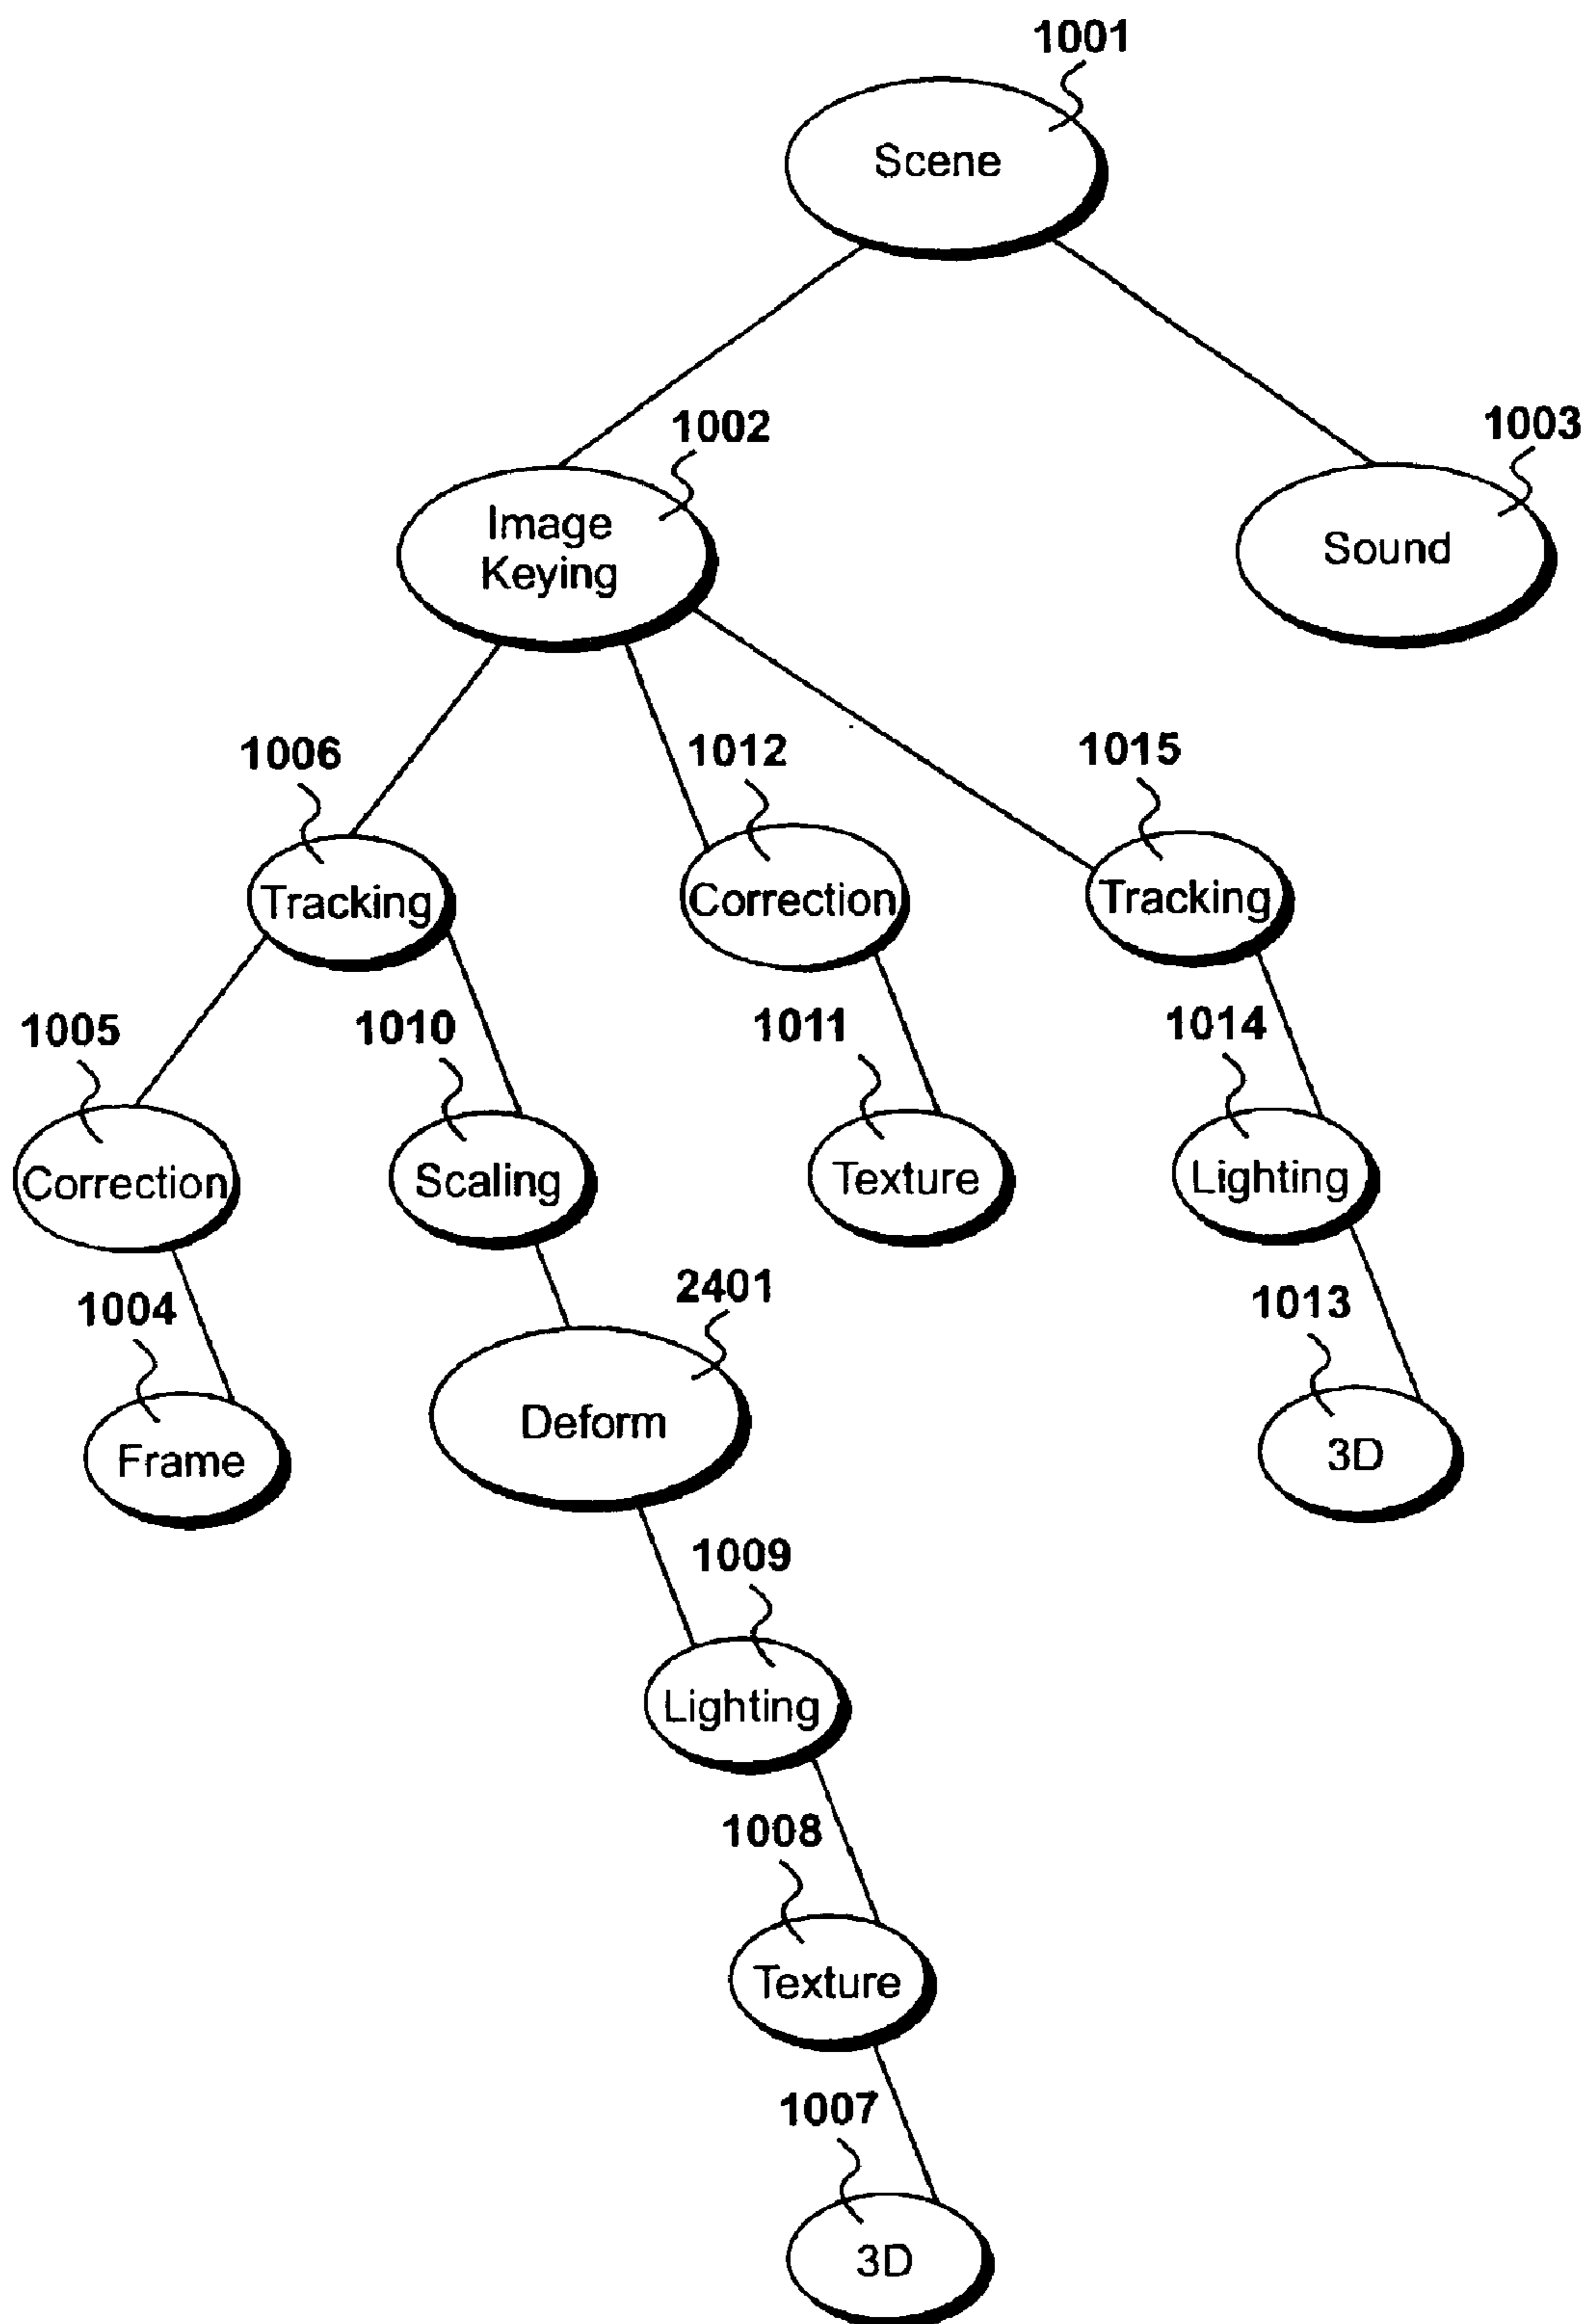 1001
Scene
1002
1003
Image
Keying
Sound
1006
1012
1015
Tracking
Correction
Tracking
1005
1010
1011
1014
Correction
Scaling
Texture
Lighting
1004
2401
1013
Frame
Deform
3D
1009
Lighting
1008
Texture
1007
3D